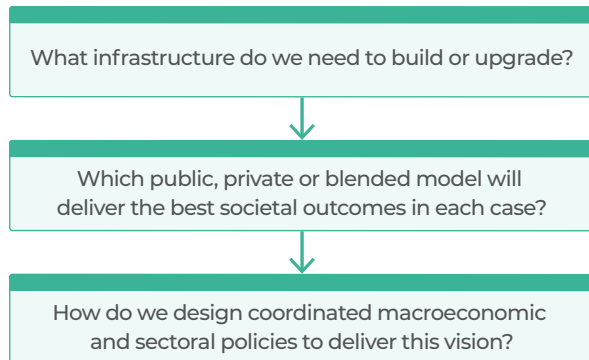 What infrastructure do we need to build or upgrade?
Which public, private or blended model will
deliver the best societal outcomes in each case?
How do we design coordinated macroeconomic
and sectoral policies to deliver this vision?